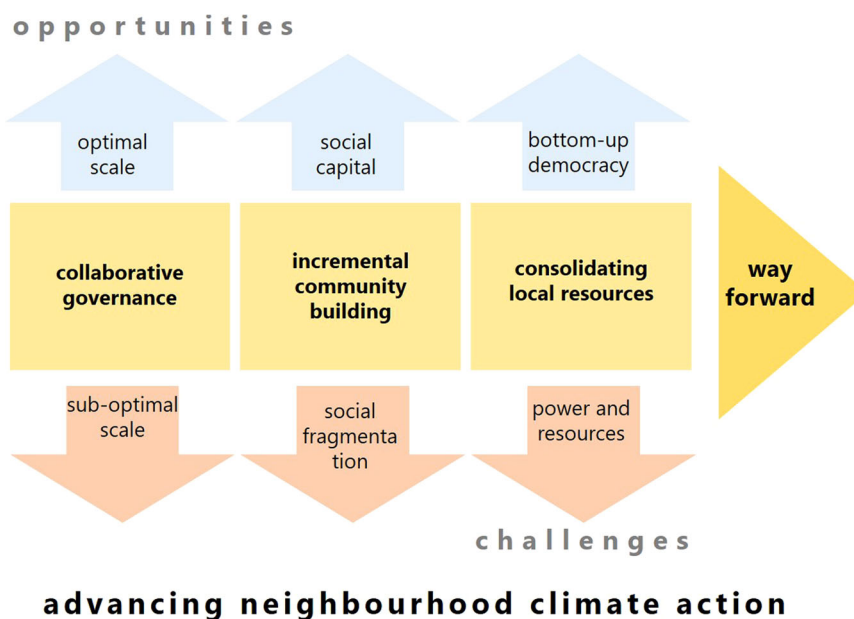 opportunities
optimal
scale
social
capital
bottom-up
democracy
collaborative
governance
incremental
community
building
consolidating
local resources
way
forward
sub-optimal
scale
social
fragmenta
tion
power and
resources
challenges
advancing neighbourhood climate action